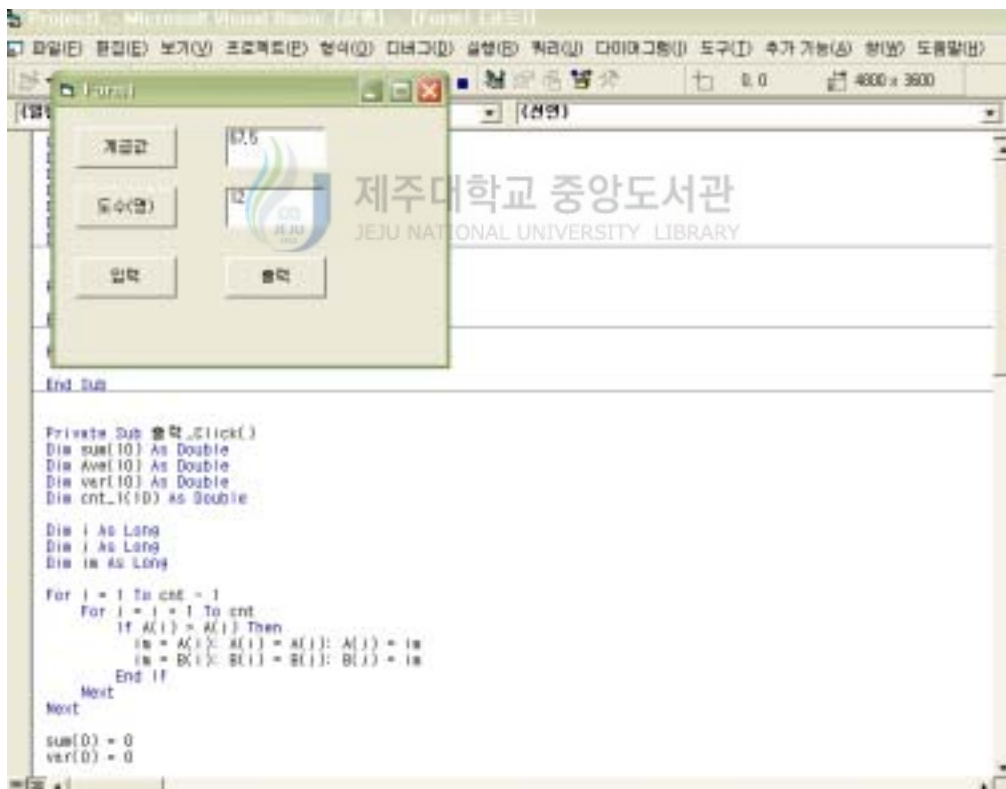 Project1 - Microsoft Visual Basic [실행] - [Form1 (코드)]
파일(F) 편집(E) 보기(V) 프로젝트(P) 형식(O) 디버그(D) 실행(R) 쿼리(U) 다이어그램(I) 도구(T) 추가 기능(A) 창(W) 도움말(H)
Form1
0, 0
4800 x 3600
(선언)
계급값
67.5
도수(명)
12
입력
출력
제주대학교 중앙도서관
JEJU NATIONAL UNIVERSITY LIBRARY
JEJU
End Sub
Private Sub 출력_Click()
Dim sum(10) As Double
Dim Ave(10) As Double
Dim var(10) As Double
Dim cnt_1(10) As Double
Dim i As Long
Dim j As Long
Dim im As Long
For i = 1 To cnt - 1
For j = i + 1 To cnt
If A(i) > A(j) Then
im = A(i): A(i) = A(j): A(j) = im
im = B(i): B(i) = B(j): B(j) = im
End If
Next
Next
sum(0) = 0
var(0) = 0